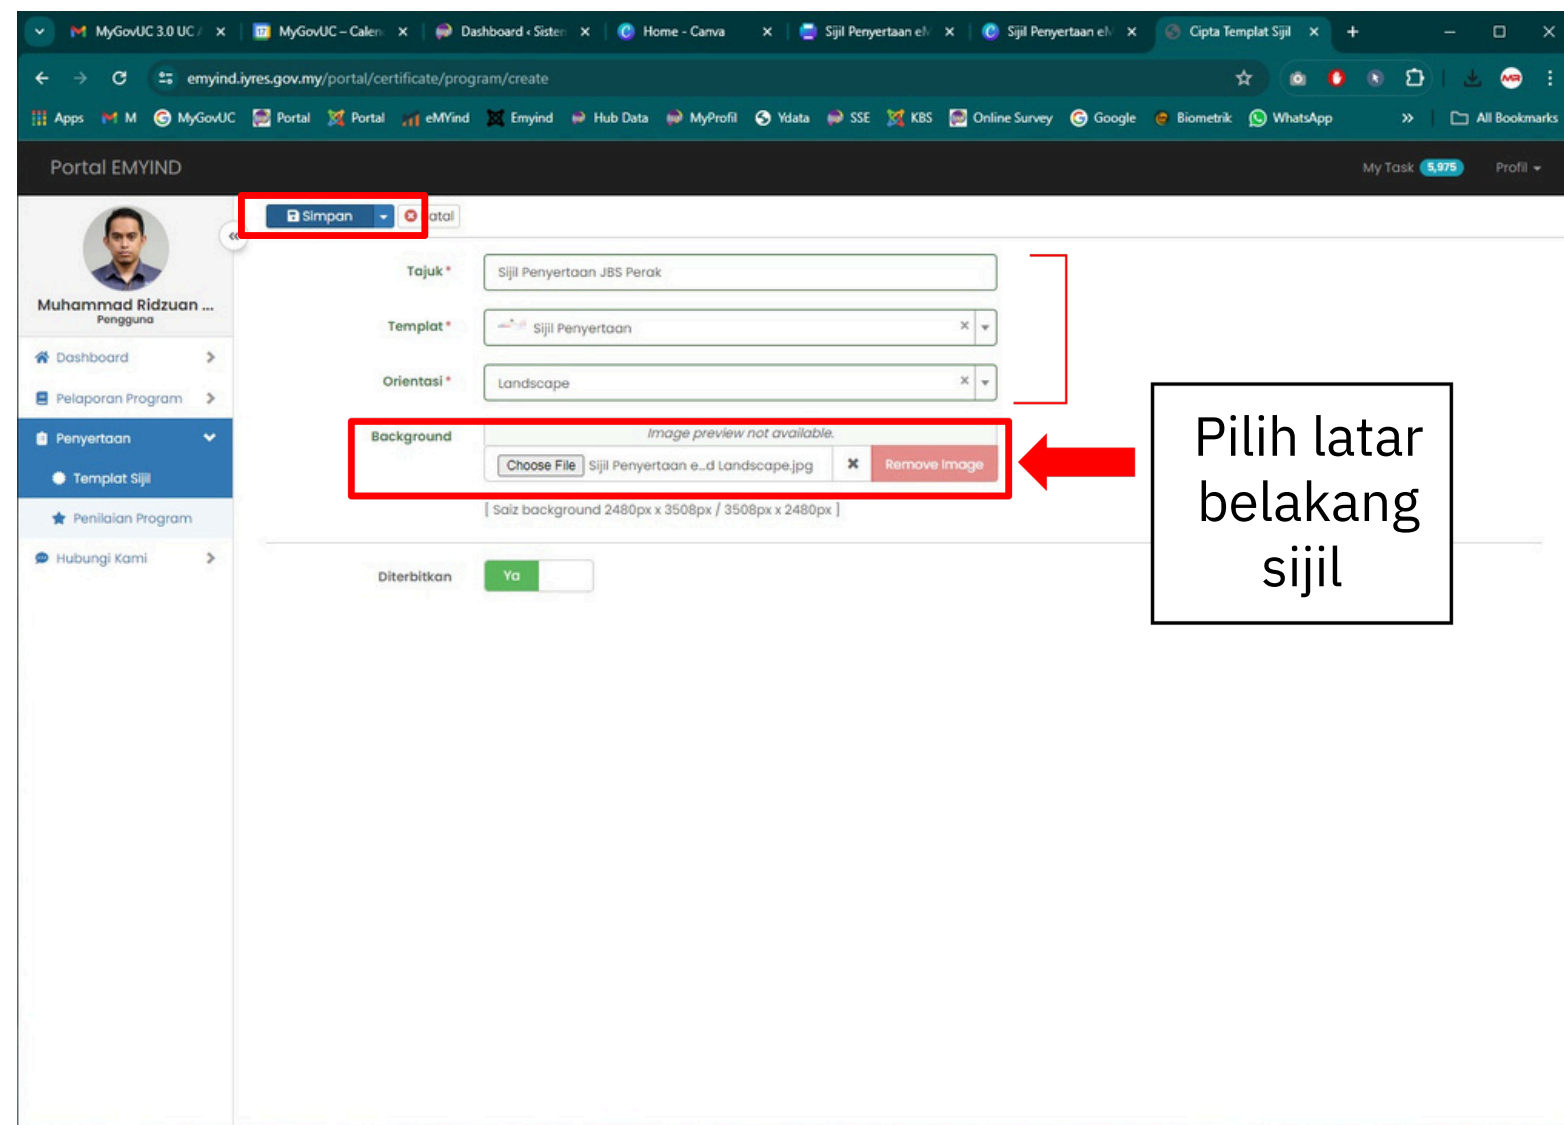 MyGovUC 3.0 UC /
MyGovUC – Calen
Dashboard ‹ Sister
Home - Canva
Sijil Penyertaan eM
Sijil Penyertaan eM
Cipta Templat Sijil
emyind.iyres.gov.my/portal/certificate/program/create
Apps M M MyGovUC Portal Portal eMYind Emyind Hub Data MyProfil Ydata SSE KBS Online Survey Google Biometrik WhatsApp » All Bookmarks
Portal EMYIND
My Task 5,975 Profil
Simpan
atal
Muhammad Ridzuan ...
Pengguna
Dashboard
Pelaporan Program
Penyertaan
Templat Sijil
Penilaian Program
Hubungi Kami
Tajuk * Sijil Penyertaan JBS Perak
Templat * Sijil Penyertaan
Orientasi * Landscape
Background Image preview not available.
Choose File Sijil Penyertaan e...d Landscape.jpg Remove Image
[ Saiz background 2480px x 3508px / 3508px x 2480px ]
Diterbitkan Ya
Pilih latar
belakang
sijil